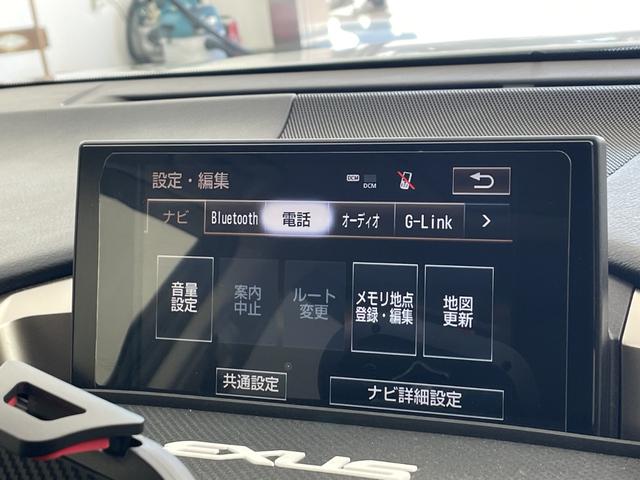 設定・編集
DCM
DCM
ナビ Bluetooth 電話 オーディオ G-Link >
音量設定
案内中止
ルート変更
メモリ地点登録・編集
地図更新
共通設定
ナビ詳細設定
EXUS